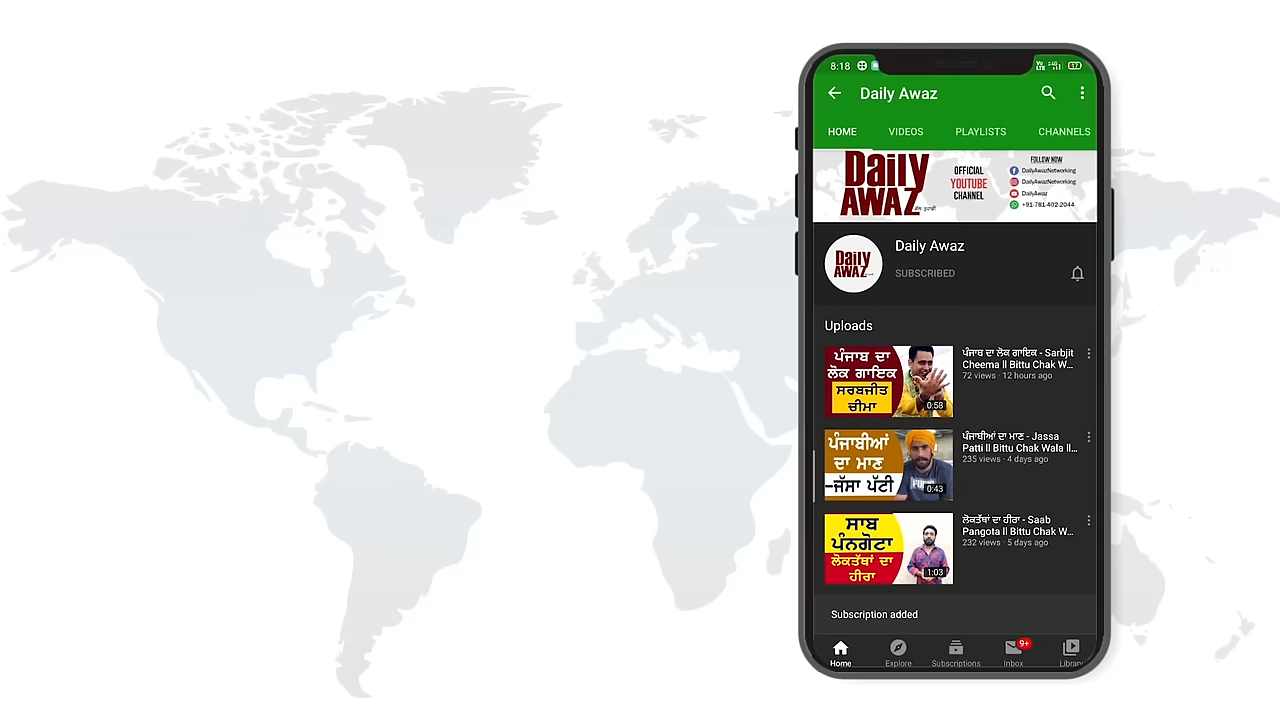 8:18
Daily Awaz
HOME VIDEOS PLAYLISTS CHANNELS
Daily
AWAZ
OFFICIAL
YOUTUBE
CHANNEL
FOLLOW NOW
DailyAwazNetworking
DailyAwazNetworking
DailyAwaz
+91-781-402-2044
Daily
AWAZ
Daily Awaz
SUBSCRIBED
Uploads
ਪੰਜਾਬ ਦਾ
ਲੋਕ ਗਾਇਕ
ਸਰਬਜੀਤ
ਚੀਮਾ
0:58
ਪੰਜਾਬ ਦਾ ਲੋਕ ਗਾਇਕ - Sarbjit
Cheema ll Bittu Chak W...
72 views · 12 hours ago
ਪੰਜਾਬੀਆਂ
ਦਾ ਮਾਣ
-ਜੱਸਾ ਪੱਟੀ
0:43
ਪੰਜਾਬੀਆਂ ਦਾ ਮਾਣ - Jassa
Patti ll Bittu Chak Wala ll...
235 views · 4 days ago
ਸਾਬ
ਪੰਨਗੋਟਾ
ਲੋਕਤੱਥਾਂ ਦਾ
ਹੀਰਾ
1:03
ਲੋਕਤੱਥਾਂ ਦਾ ਹੀਰਾ - Saab
Pangota ll Bittu Chak W...
232 views · 5 days ago
Subscription added
9+
Home Explore Subscriptions Inbox Library